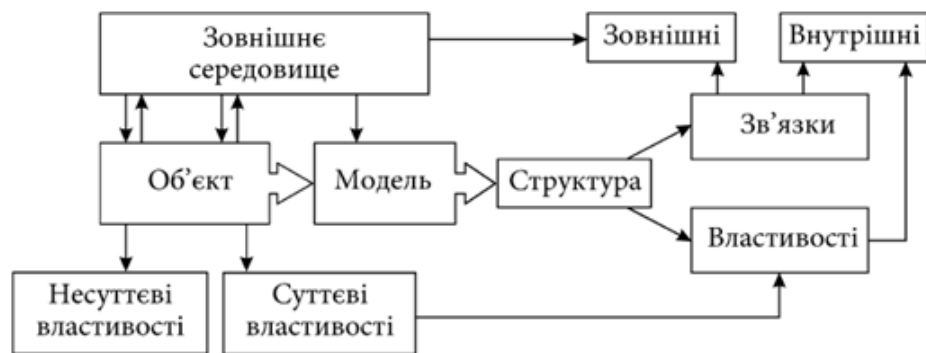 Зовнішнє
середовище
Зовнішні
Внутрішні
Зв’язки
Об’єкт
Модель
Структура
Властивості
Несуттєві
властивості
Суттєві
властивості